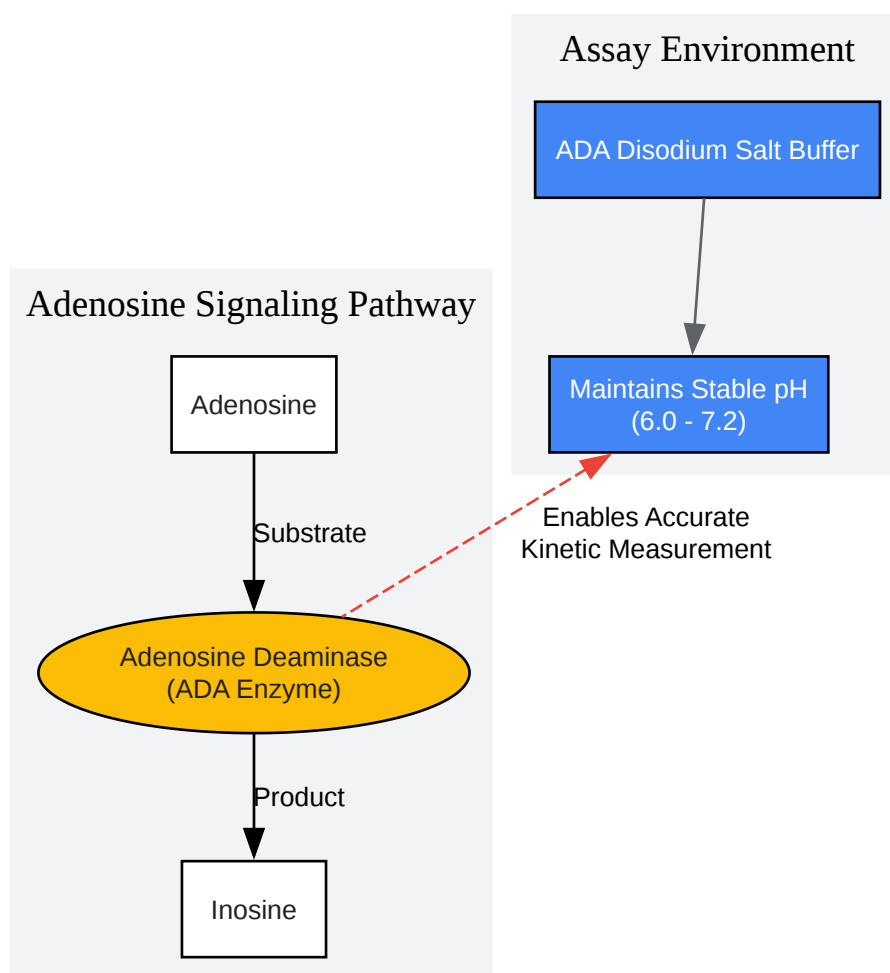 Assay Environment
ADA Disodium Salt Buffer
Maintains Stable pH
(6.0 - 7.2)
Enables Accurate
Kinetic Measurement
Adenosine Signaling Pathway
Adenosine
Substrate
Adenosine Deaminase
(ADA Enzyme)
Product
Inosine